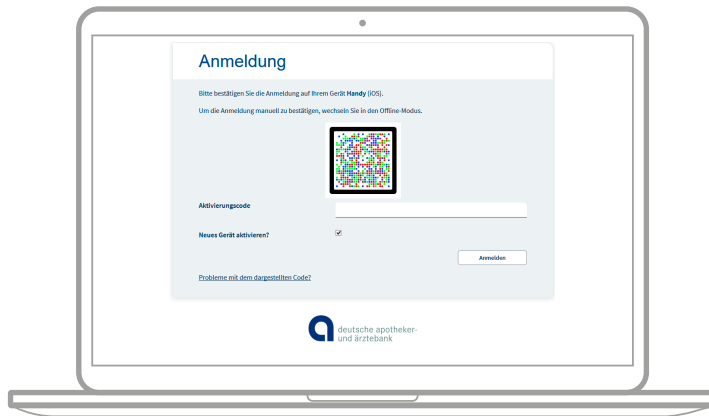 Anmeldung
Bitte bestätigen Sie die Anmeldung auf Ihrem Gerät Handy (iOS).
Um die Anmeldung manuell zu bestätigen, wechseln Sie in den Offline-Modus.
Aktivierungscode
Neues Gerät aktivieren?
Anmelden
Probleme mit dem dargestellten Code?
deutsche apotheker-
und ärztebank